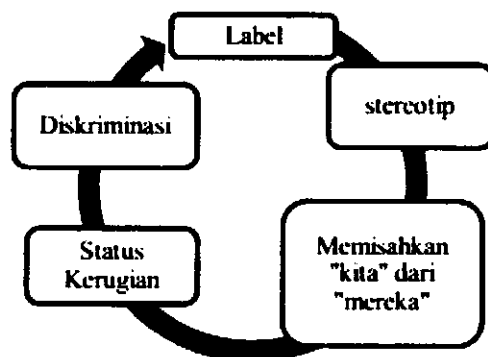 Label
stereotip
Memisahkan
"kita" dari
"mereka"
Status
Kerugian
Diskriminasi